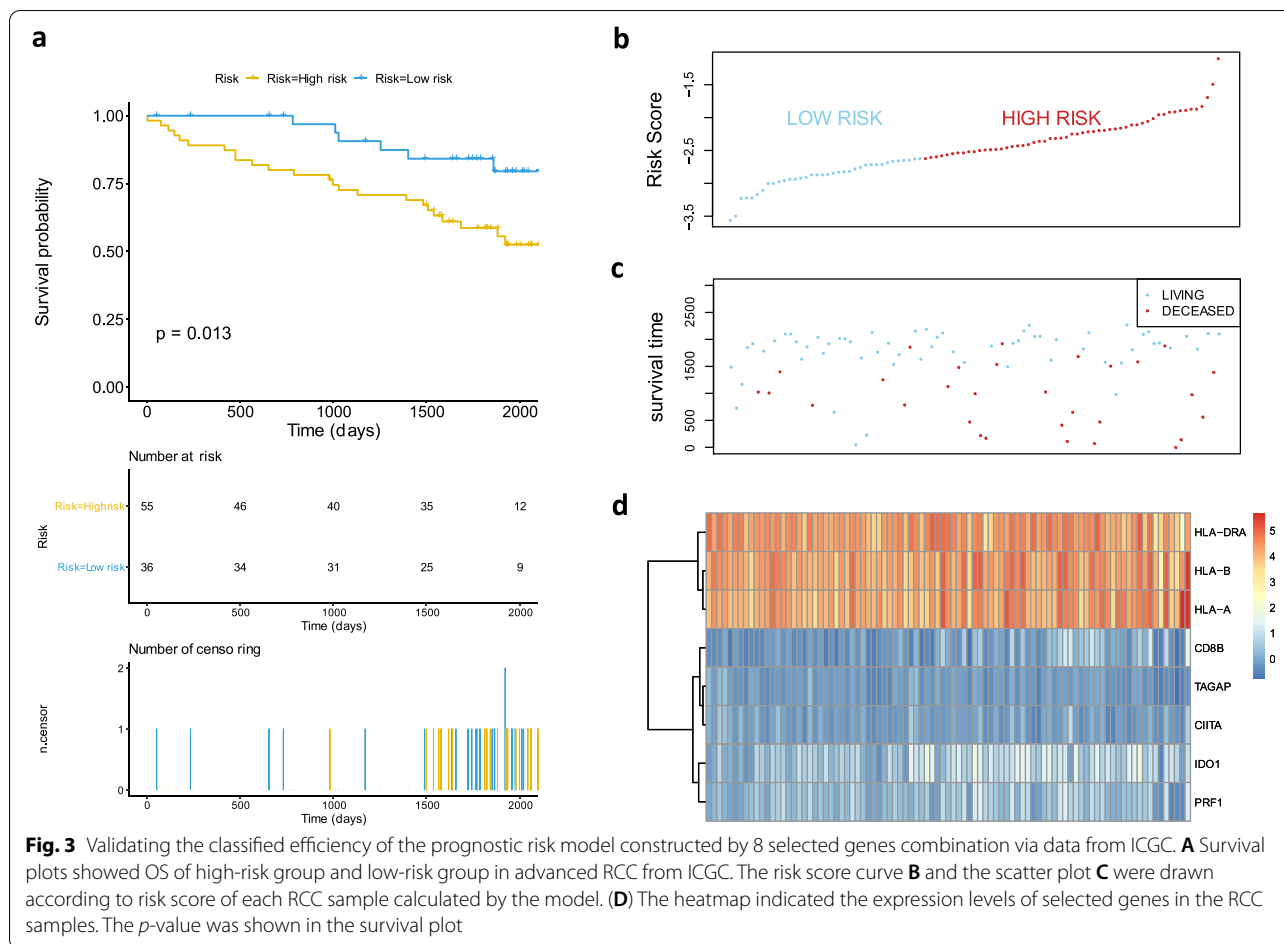 a
Risk Risk=High risk Risk=Low risk
Survival probability
1.00
0.75
0.50
0.25
0.00
p = 0.013
0 500 1000 1500 2000
Time (days)
Number at risk
Risk
Risk=Highrisk 55 46 40 35 12
Risk=Low risk 36 34 31 25 9
0 500 1000 1500 2000
Time (days)
Number of censo ring
n.censor
2
1
0
0 500 1000 1500 2000
Time (days)
b
Risk Score
−1.5
−2.5
−3.5
LOW RISK HIGH RISK
c
survival time
2500
1500
500
0
LIVING
DECEASED
d
HLA−DRA
HLA−B
HLA−A
CD8B
TAGAP
CIITA
IDO1
PRF1
5
4
3
2
1
0
Fig. 3 Validating the classified efficiency of the prognostic risk model constructed by 8 selected genes combination via data from ICGC. A Survival
plots showed OS of high-risk group and low-risk group in advanced RCC from ICGC. The risk score curve B and the scatter plot C were drawn
according to risk score of each RCC sample calculated by the model. (D) The heatmap indicated the expression levels of selected genes in the RCC
samples. The p-value was shown in the survival plot